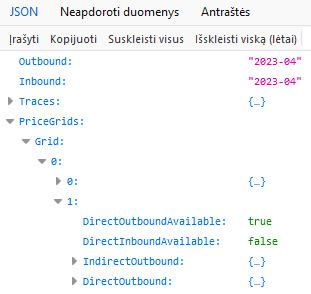 JSON Neapdoroti duomenys Antraštės
Įrašyti Kopijuoti Suskleisti visus Išskleisti viską (lėtai)
Outbound: "2023-04"
Inbound: "2023-04"
Traces: {…}
PriceGrids:
Grid:
0:
0: {…}
1:
DirectOutboundAvailable: true
DirectInboundAvailable: false
IndirectOutbound: {…}
DirectOutbound: {…}